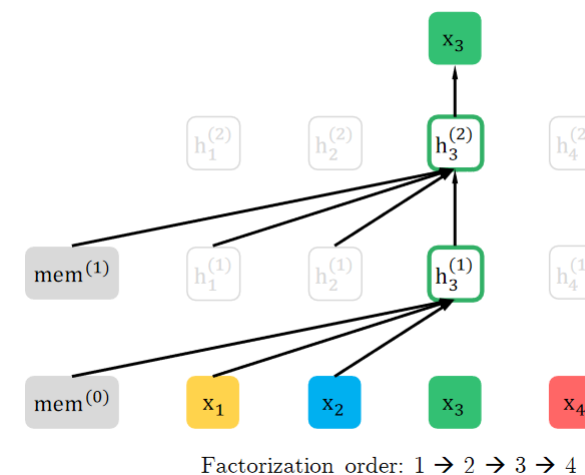 x₃
h₁⁽²⁾ h₂⁽²⁾ h₃⁽²⁾ h₄⁽²
mem⁽¹⁾ h₁⁽¹⁾ h₂⁽¹⁾ h₃⁽¹⁾ h₄⁽¹
mem⁽⁰⁾ x₁ x₂ x₃ x₄
Factorization order: 1 → 2 → 3 → 4